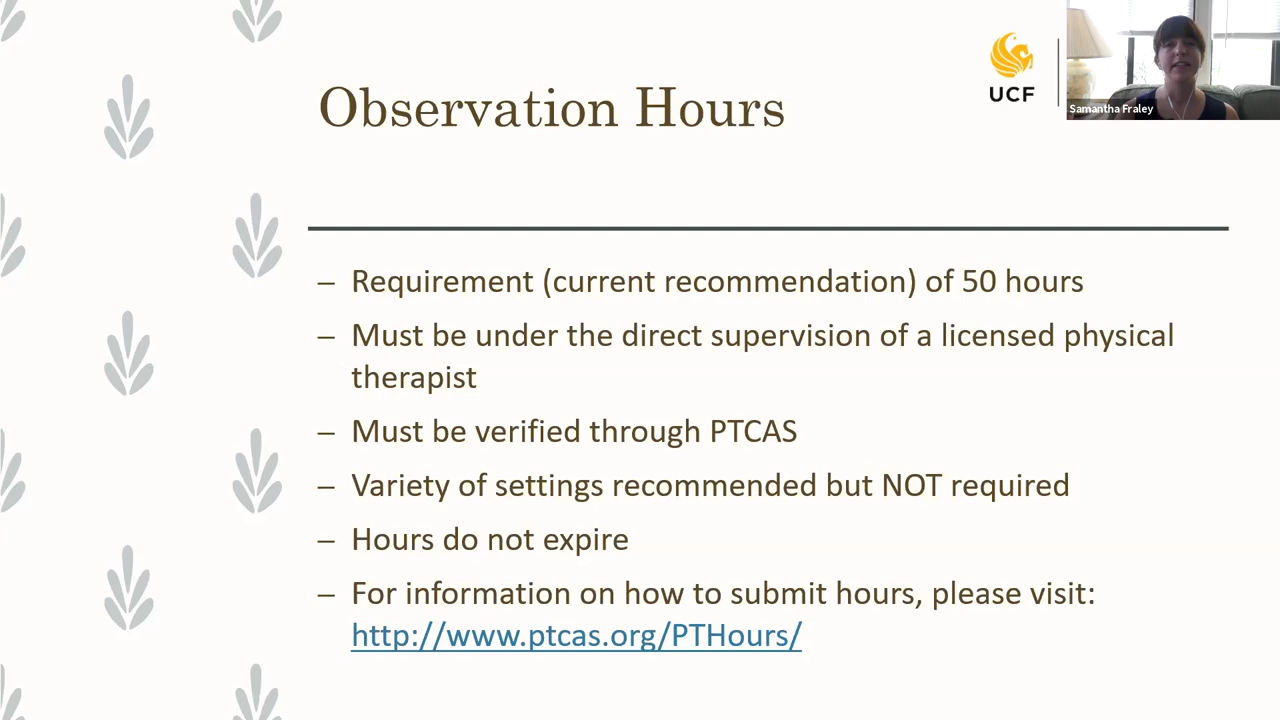 Observation Hours
UCF
Samantha Fraley
– Requirement (current recommendation) of 50 hours
– Must be under the direct supervision of a licensed physical
therapist
– Must be verified through PTCAS
– Variety of settings recommended but NOT required
– Hours do not expire
– For information on how to submit hours, please visit:
http://www.ptcas.org/PTHours/